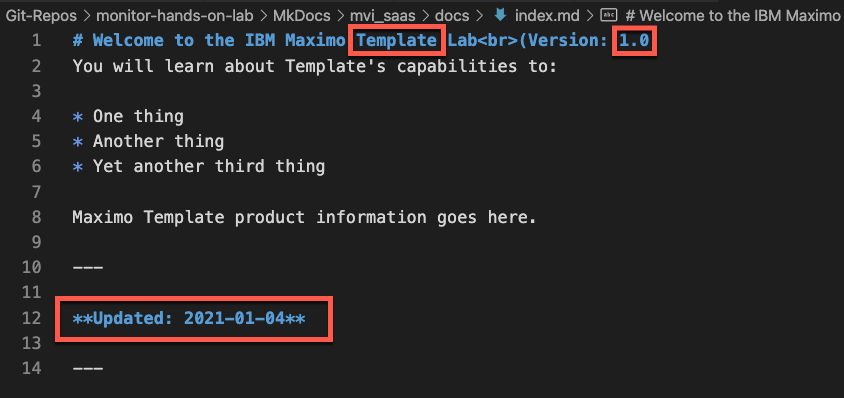 Git-Repos > monitor-hands-on-lab > MkDocs > mvi_saas > docs > index.md > abc # Welcome to the IBM Maximo
1 # Welcome to the IBM Maximo Template Lab<br>(Version: 1.0
2 You will learn about Template's capabilities to:
3
4 * One thing
5 * Another thing
6 * Yet another third thing
7
8 Maximo Template product information goes here.
9
10 ---
11
12 **Updated: 2021-01-04**
13
14 ---